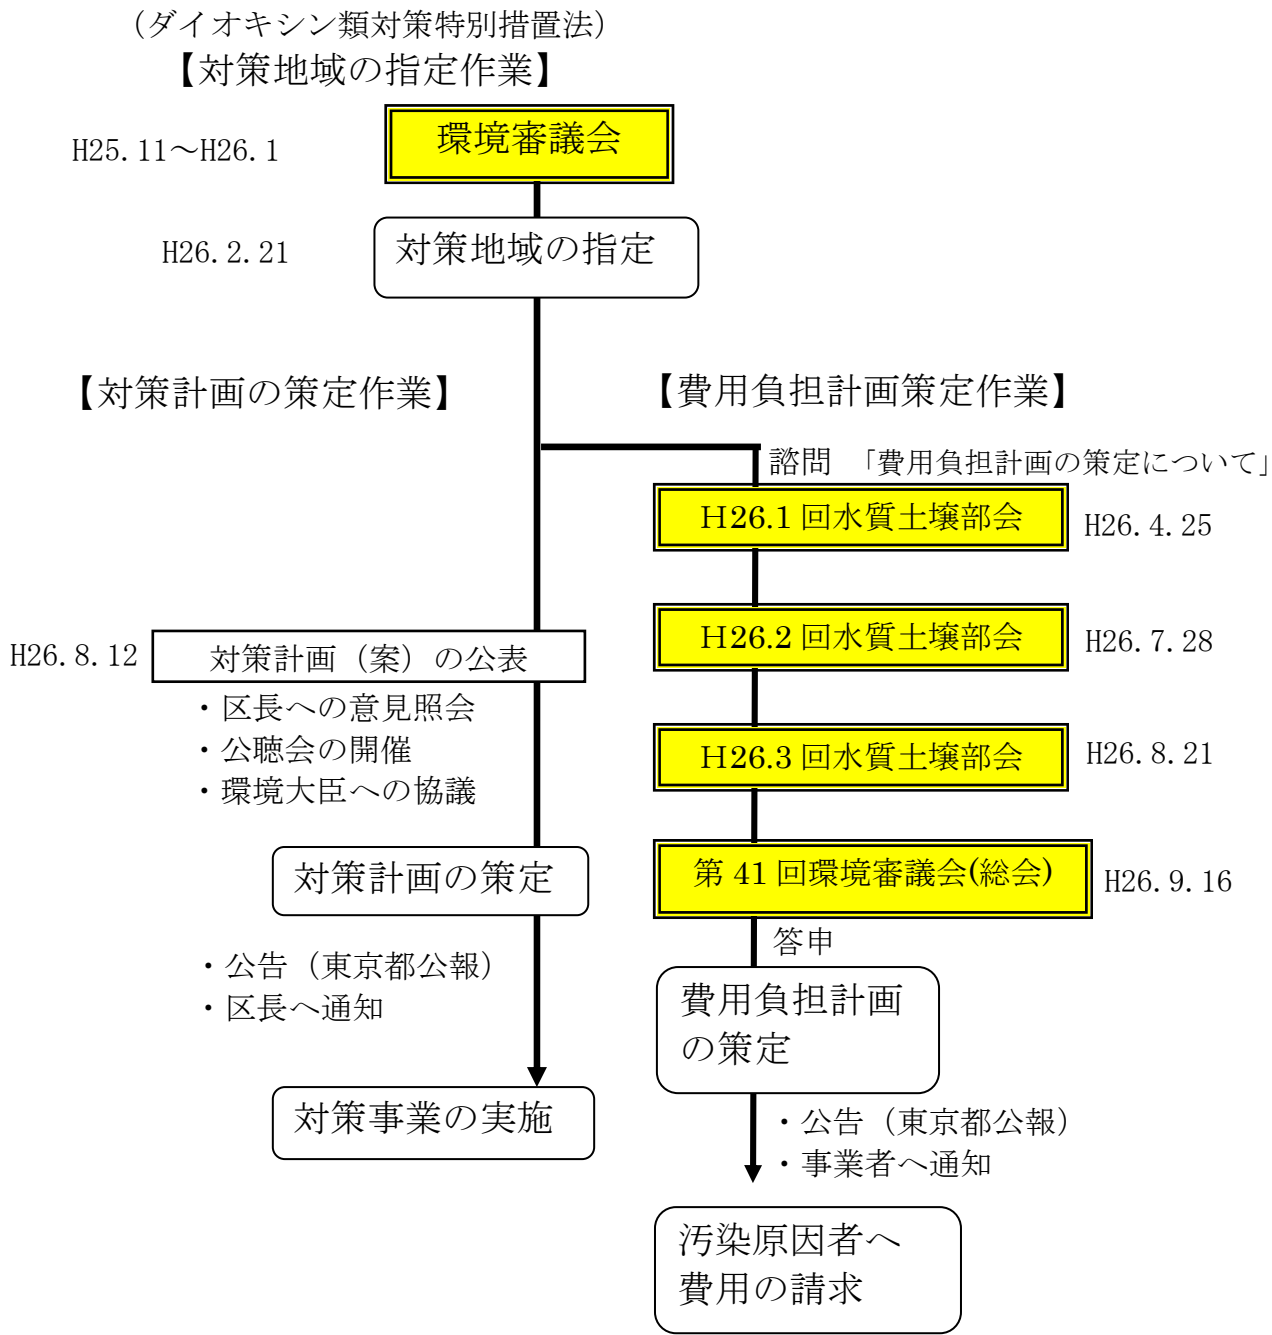 （ダイオキシン類対策特別措置法）
【対策地域の指定作業】
環境審議会
H25.11～H26.1
対策地域の指定
H26.2.21
【対策計画の策定作業】
【費用負担計画策定作業】
諮問　「費用負担計画の策定について」
Ｈ26.1 回水質土壌部会
H26.4.25
Ｈ26.2 回水質土壌部会
H26.7.28
H26.8.12
対策計画（案）の公表
・区長への意見照会
・公聴会の開催
・環境大臣への協議
Ｈ26.3 回水質土壌部会
H26.8.21
対策計画の策定
第 41 回環境審議会(総会)
H26.9.16
答申
・公告（東京都公報）
・区長へ通知
費用負担計画
の策定
対策事業の実施
・公告（東京都公報）
・事業者へ通知
汚染原因者へ
費用の請求